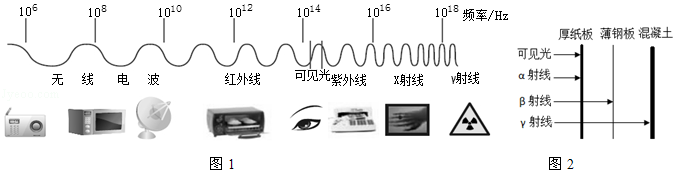 10^6 10^8 10^10 10^12 10^14 10^16 10^18 频率/Hz
无 线 电 波 红外线 可见光 紫外线 X射线 γ射线
图 1
厚纸板 薄钢板 混凝土
可见光
α 射线
β 射线
γ 射线
图 2